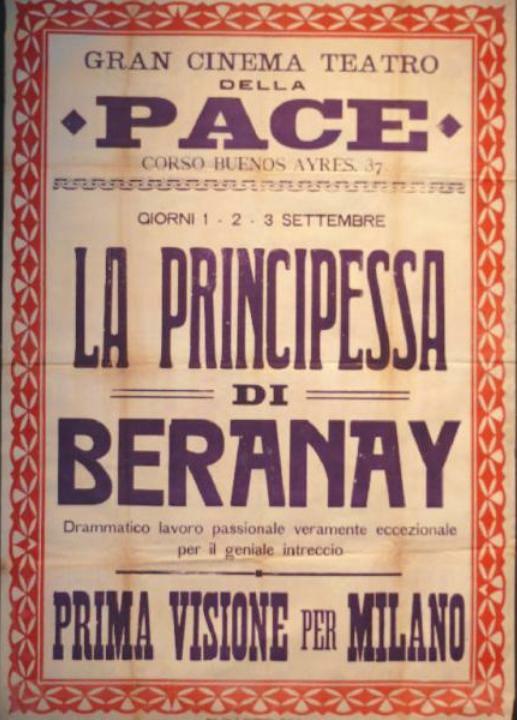 GRAN CINEMA TEATRO
DELLA
PACE
CORSO BUENOS AYRES, 37
GIORNI 1 - 2 - 3 SETTEMBRE
LA PRINCIPESSA
DI
BERANAY
Drammatico lavoro passionale veramente eccezionale
per il geniale intreccio
PRIMA VISIONE PER MILANO